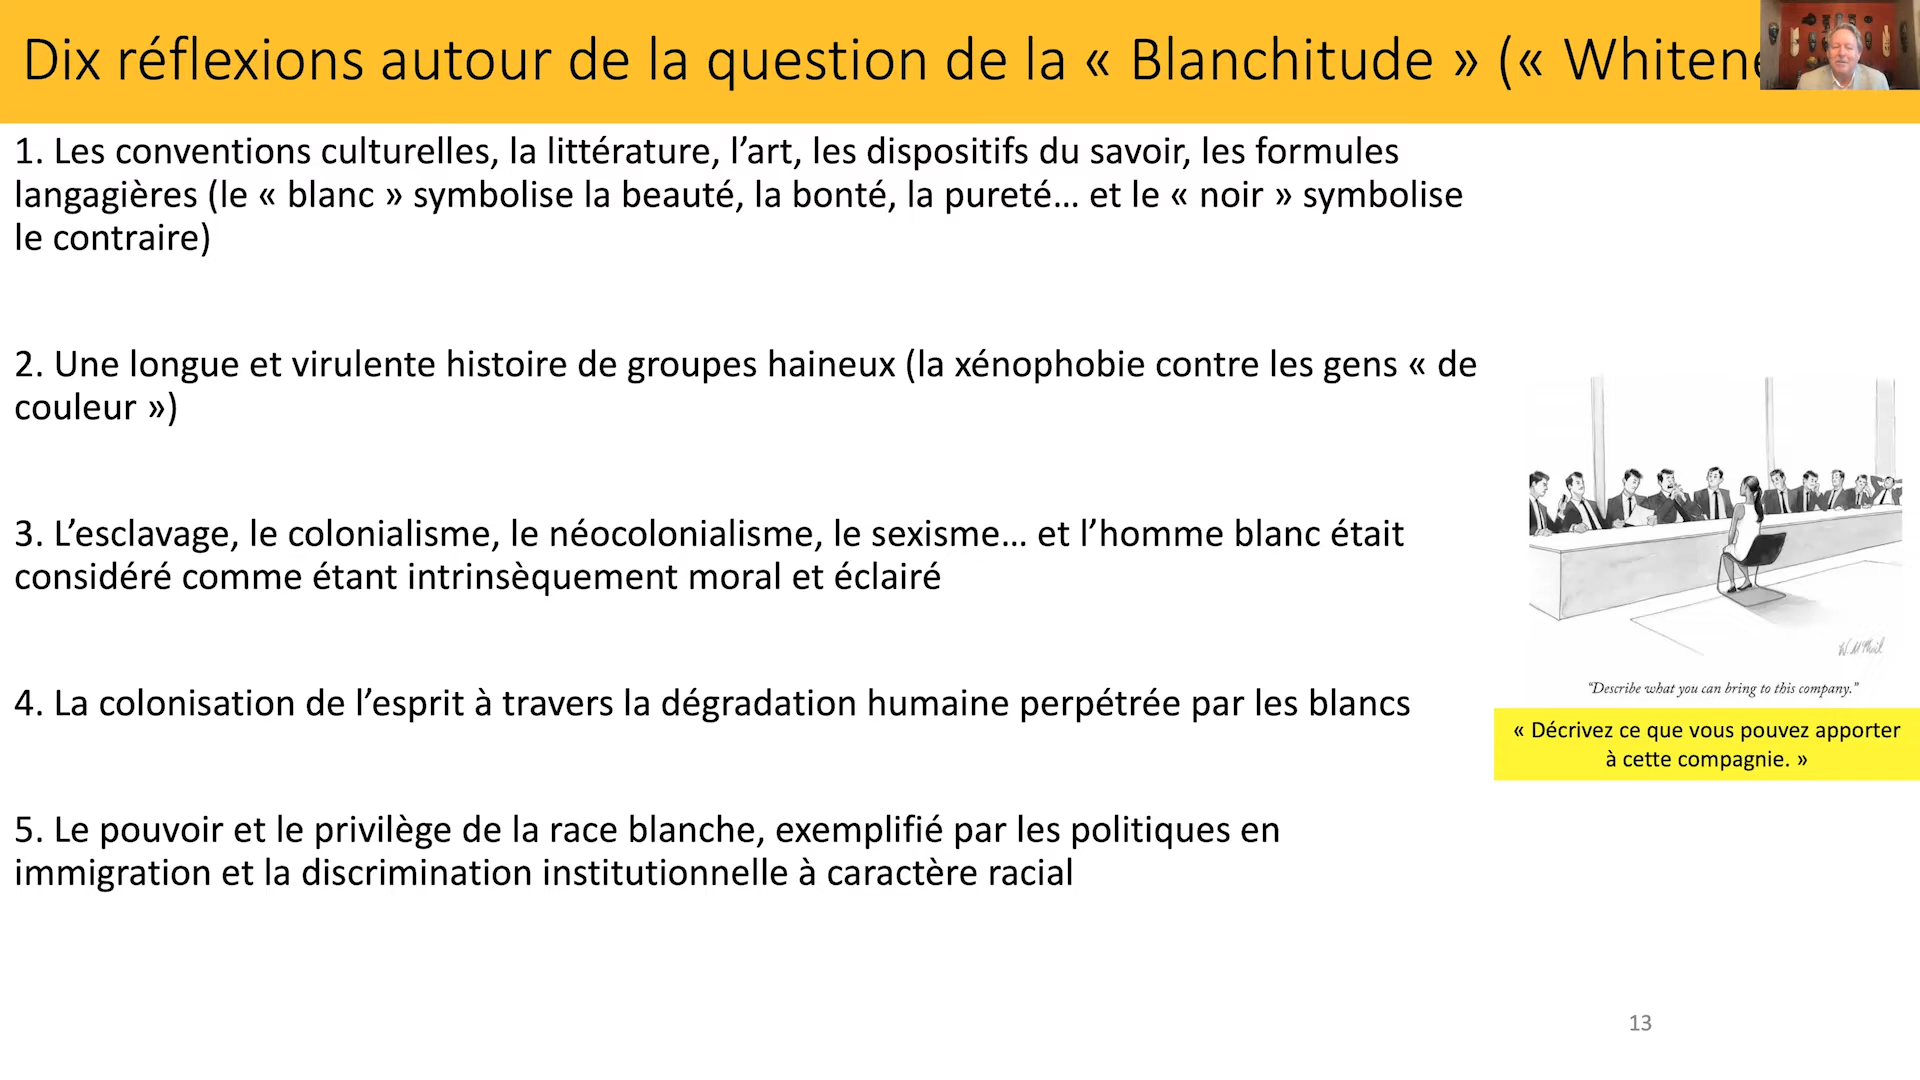 Dix réflexions autour de la question de la « Blanchitude » (« Whitene
1. Les conventions culturelles, la littérature, l’art, les dispositifs du savoir, les formules
langagières (le « blanc » symbolise la beauté, la bonté, la pureté… et le « noir » symbolise
le contraire)
2. Une longue et virulente histoire de groupes haineux (la xénophobie contre les gens « de
couleur »)
3. L’esclavage, le colonialisme, le néocolonialisme, le sexisme… et l’homme blanc était
considéré comme étant intrinsèquement moral et éclairé
4. La colonisation de l’esprit à travers la dégradation humaine perpétrée par les blancs
5. Le pouvoir et le privilège de la race blanche, exemplifié par les politiques en
immigration et la discrimination institutionnelle à caractère racial
“Describe what you can bring to this company.”
« Décrivez ce que vous pouvez apporter
à cette compagnie. »
13